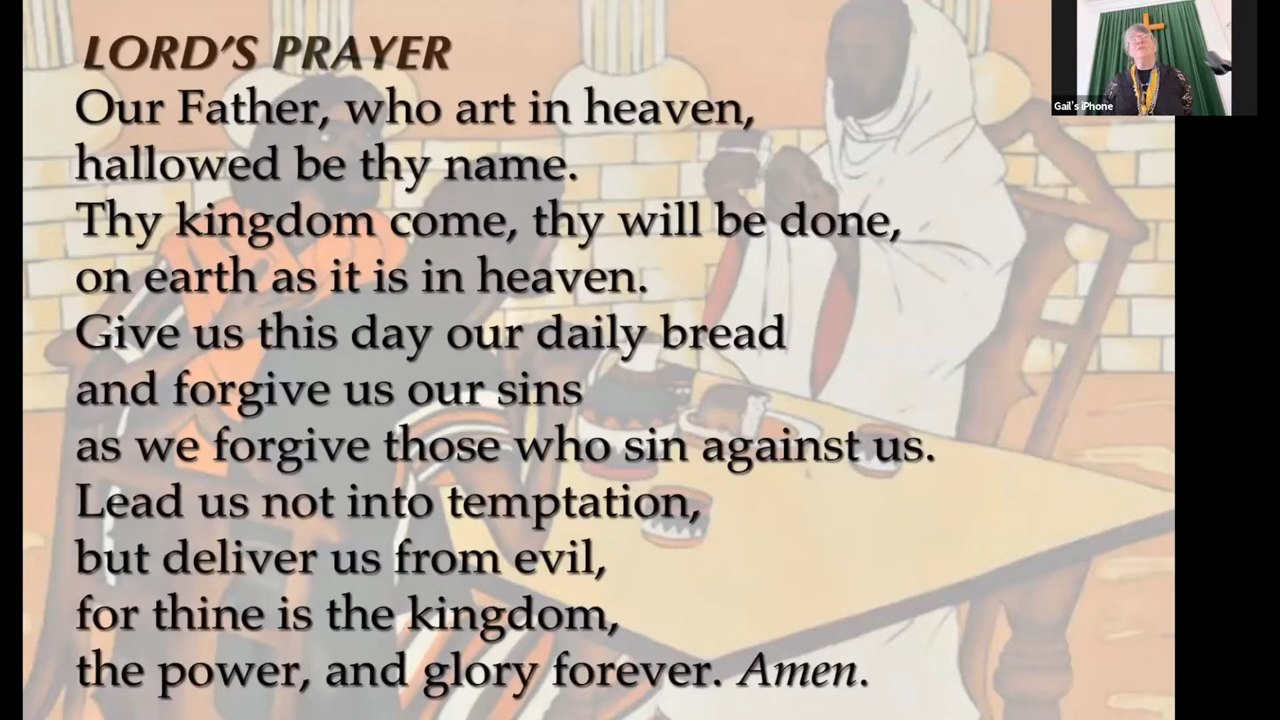 LORD'S PRAYER
Our Father, who art in heaven,
hallowed be thy name.
Thy kingdom come, thy will be done,
on earth as it is in heaven.
Give us this day our daily bread
and forgive us our sins
as we forgive those who sin against us.
Lead us not into temptation,
but deliver us from evil,
for thine is the kingdom,
the power, and glory forever. Amen.
Gail's iPhone